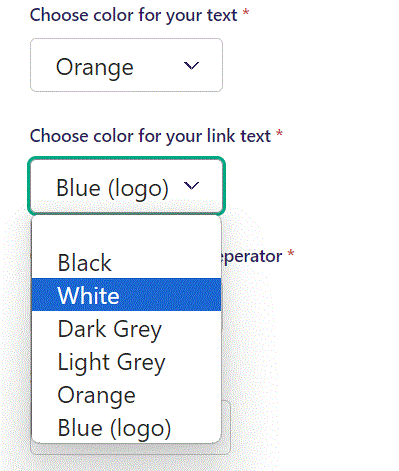 Choose color for your text *
Orange
Choose color for your link text *
Blue (logo)
eperator *
Black
White
Dark Grey
Light Grey
Orange
Blue (logo)